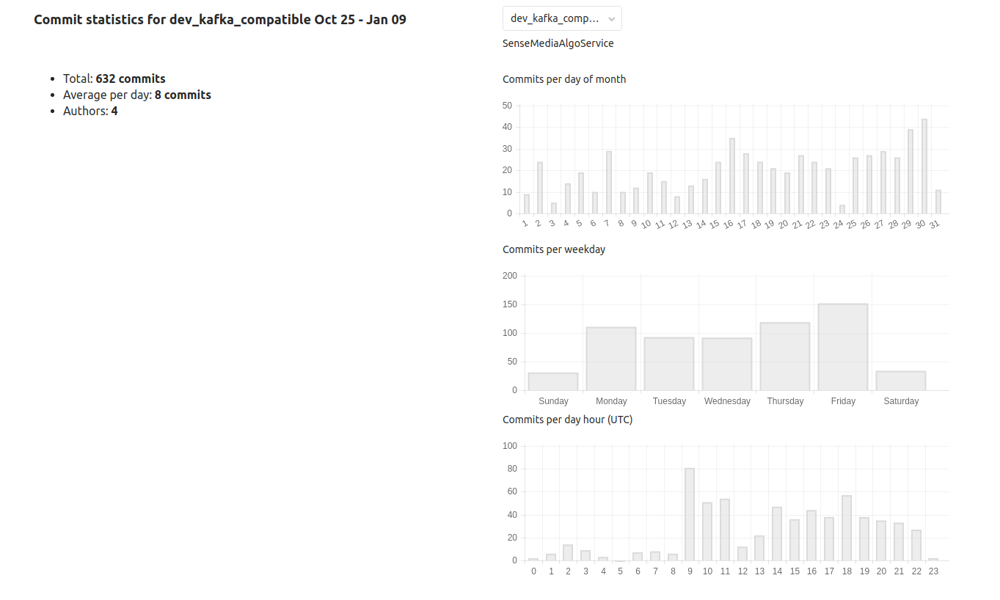 Commit statistics for dev_kafka_compatible Oct 25 - Jan 09
Total: 632 commits
Average per day: 8 commits
Authors: 4
dev_kafka_comp...
SenseMediaAlgoService
Commits per day of month
50
40
30
20
10
0
1 2 3 4 5 6 7 8 9 10 11 12 13 14 15 16 17 18 19 20 21 22 23 24 25 26 27 28 29 30 31
Commits per weekday
200
150
100
50
0
Sunday Monday Tuesday Wednesday Thursday Friday Saturday
Commits per day hour (UTC)
100
80
60
40
20
0
0 1 2 3 4 5 6 7 8 9 10 11 12 13 14 15 16 17 18 19 20 21 22 23